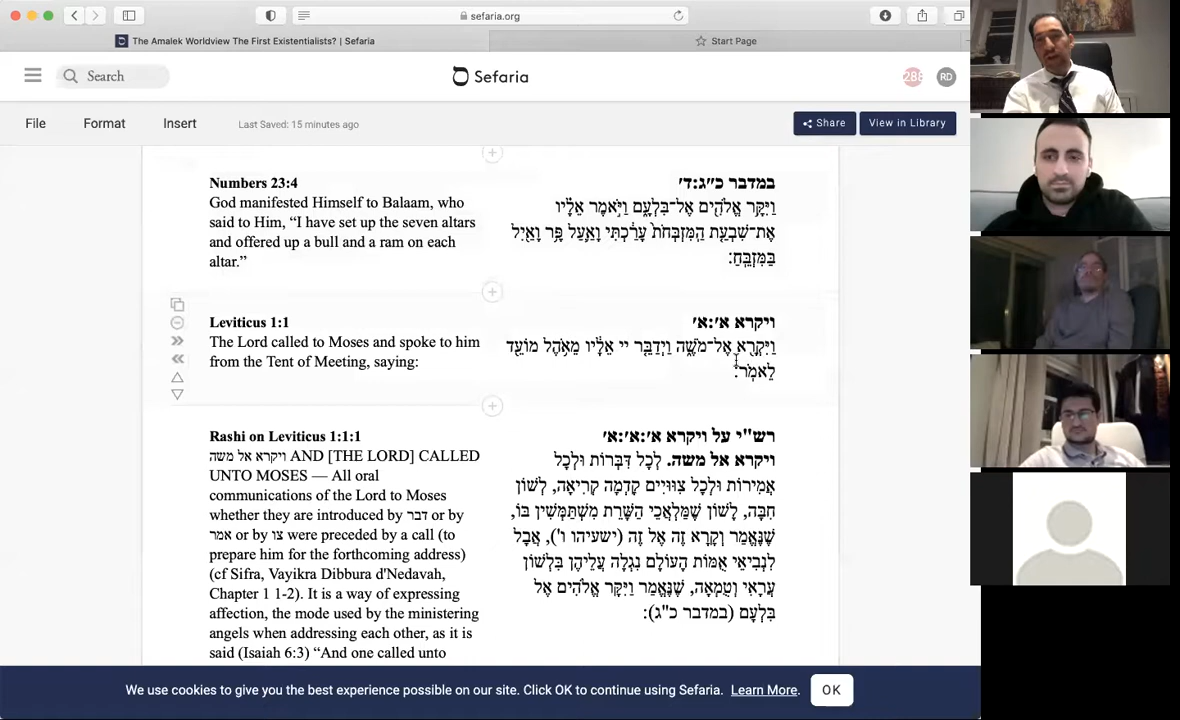 sefaria.org
The Amalek Worldview The First Existentialists? | Sefaria
Start Page
Search
Sefaria
288
RD
File
Format
Insert
Last Saved: 15 minutes ago
Share
View in Library
Numbers 23:4
God manifested Himself to Balaam, who
said to Him, “I have set up the seven altars
and offered up a bull and a ram on each
altar.”
במדבר כ״ג:ד׳
וַיִּקָּ֥ר אֱלֹהִ֖ים אֶל־בִּלְעָ֑ם וַיֹּ֣אמֶר אֵלָ֗יו
אֶת־שִׁבְעַ֤ת הַֽמִּזְבְּחֹת֙ עָרַ֔כְתִּי וָאַ֛עַל פָּ֥ר וָאַ֖יִל
בַּמִּזְבֵּֽחַ׃
Leviticus 1:1
The Lord called to Moses and spoke to him
from the Tent of Meeting, saying:
ויקרא א׳:א׳
וַיִּקְרָ֖א אֶל־מֹשֶׁ֑ה וַיְדַבֵּ֤ר יי אֵלָ֔יו מֵאֹ֥הֶל מוֹעֵ֖ד
לֵאמֹֽר׃
Rashi on Leviticus 1:1:1
ויקרא אל משה AND [THE LORD] CALLED
UNTO MOSES — All oral
communications of the Lord to Moses
whether they are introduced by דבר or by
אמר or by צו were preceded by a call (to
prepare him for the forthcoming address)
(cf Sifra, Vayikra Dibbura d'Nedavah,
Chapter 1 1-2). It is a way of expressing
affection, the mode used by the ministering
angels when addressing each other, as it is
said (Isaiah 6:3) “And one called unto
רש"י על ויקרא א׳:א׳:א׳
ויקרא אל משה. לְכָל דִּבְּרוֹת וּלְכָל
אֲמִירוֹת וּלְכָל צִוּוּיִים קָדְמָה קְרִיאָה, לְשׁוֹן
חִבָּה, לָשׁוֹן שֶׁמַּלְאֲכֵי הַשָּׁרֵת מִשְׁתַּמְּשִׁין בּוֹ,
שֶׁנֶּאֱמַר וְקָרָא זֶה אֶל זֶה (ישעיהו ו'), אֲבָל
לִנְבִיאֵי אֻמּוֹת הָעוֹלָם נִגְלָה עֲלֵיהֶן בִּלְשׁוֹן
עֲרָאִי וְטֻמְאָה, שֶׁנֶּאֱמַר וַיִּקָּר אֱלֹהִים אֶל
בִּלְעָם (במדבר כ"ג):
We use cookies to give you the best experience possible on our site. Click OK to continue using Sefaria. Learn More.
OK